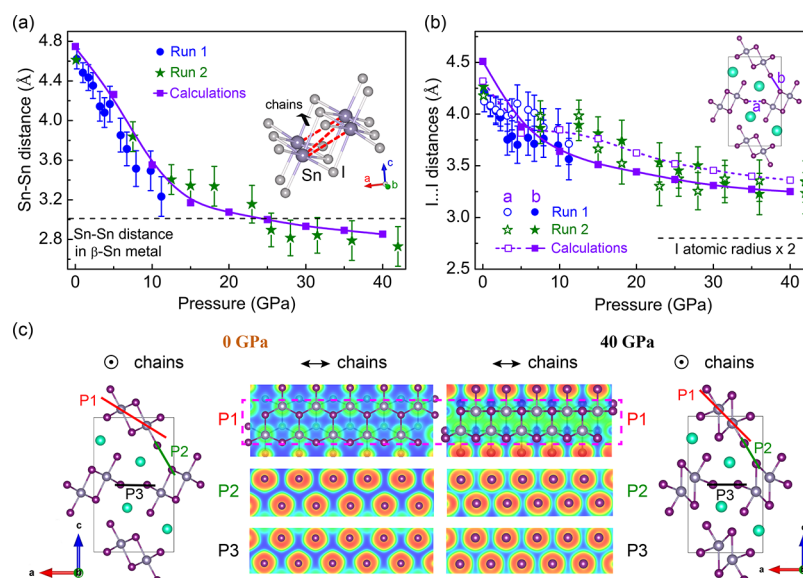 (a)
Sn-Sn distance (Å)
4.8
4.4
4.0
3.6
3.2
2.8
Run 1
Run 2
Calculations
chains
Sn
I
c
a
b
Sn-Sn distance
in β-Sn metal
0 10 20 30 40
Pressure (GPa)
(b)
I...I distances (Å)
4.5
4.0
3.5
3.0
2.5
b
a
a b
Run 1
Run 2
Calculations
I atomic radius x 2
0 5 10 15 20 25 30 35 40
Pressure (GPa)
(c)
0 GPa
40 GPa
chains
chains
chains
chains
P1
P2
P3
c
a
P1
P2
P3
P1
P2
P3
P1
P2
P3
c
a